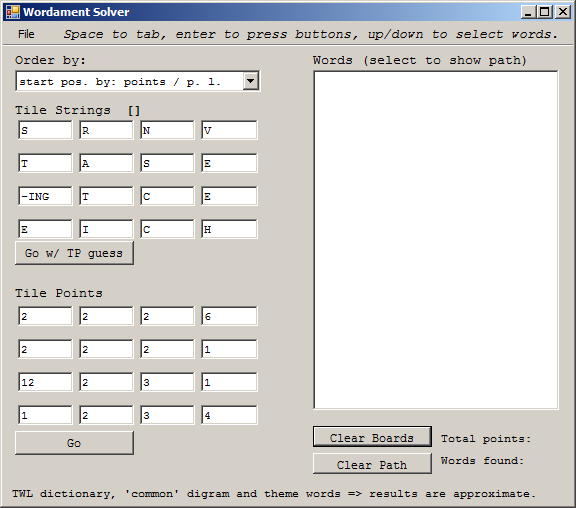 Wordament Solver
File Space to tab, enter to press buttons, up/down to select words.
Order by:
start pos. by: points / p. l.
Tile Strings []
S R N V
T A S E
-ING T C E
E I C H
Go w/ TP guess
Tile Points
2 2 2 6
2 2 2 1
12 2 3 1
1 2 3 4
Go
Words (select to show path)
Clear Boards Total points:
Clear Path Words found:
TWL dictionary, 'common' digram and theme words => results are approximate.